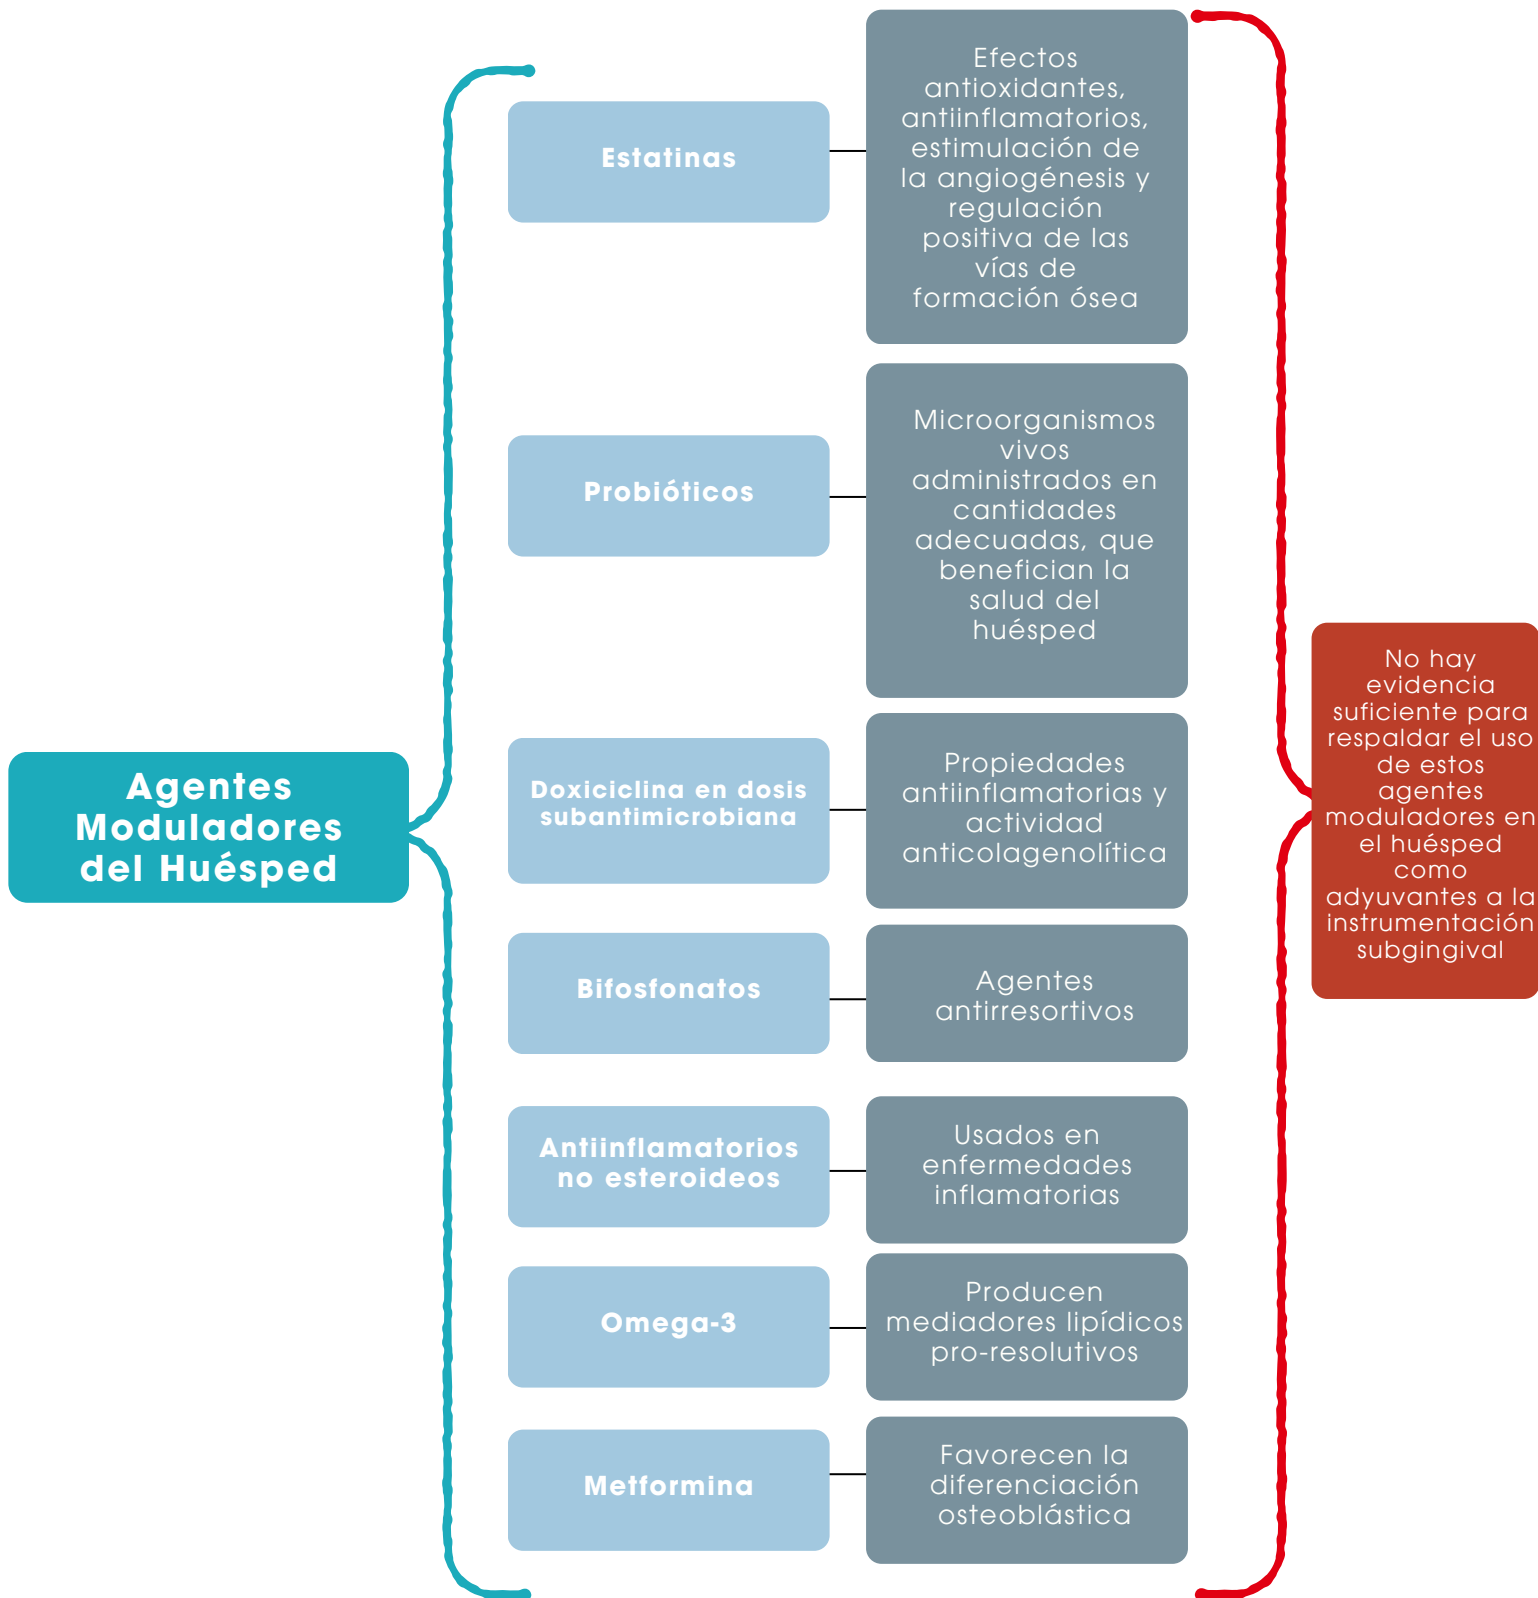 Agentes
Moduladores
del Huésped
Estatinas
Efectos
antioxidantes,
antiinflamatorios,
estimulación de
la angiogénesis y
regulación
positiva de las
vías de
formación ósea
Probióticos
Microorganismos
vivos
administrados en
cantidades
adecuadas, que
benefician la
salud del
huésped
Doxiciclina en dosis
subantimicrobiana
Propiedades
antiinflamatorias y
actividad
anticolagenolítica
Bifosfonatos
Agentes
antirresortivos
Antiinflamatorios
no esteroideos
Usados en
enfermedades
inflamatorias
Omega-3
Producen
mediadores lipídicos
pro-resolutivos
Metformina
Favorecen la
diferenciación
osteoblástica
No hay
evidencia
suficiente para
respaldar el uso
de estos
agentes
moduladores en
el huésped
como
adyuvantes a la
instrumentación
subgingival